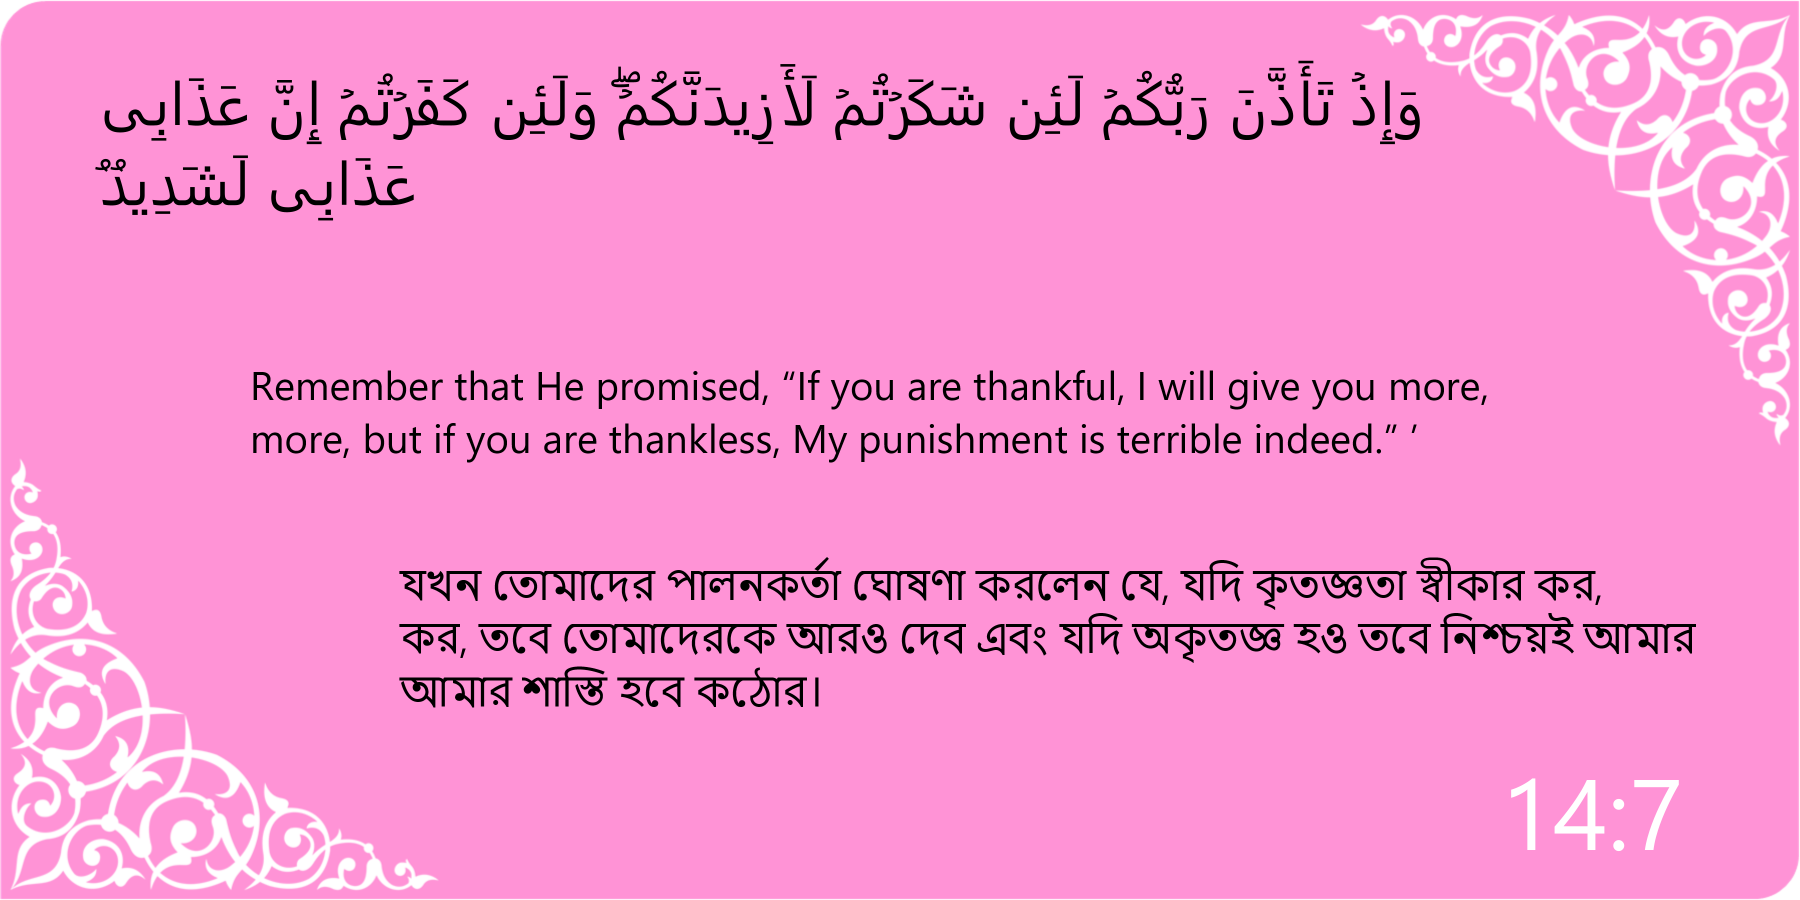 وَإِذْ تَأَذَّنَ رَبُّكُمْ لَئِن شَكَرْتُمْ لَأَزِيدَنَّكُمْ ۖ وَلَئِن كَفَرْتُمْ إِنَّ عَذَابِى
عَذَابِى لَشَدِيدٌۭ
Remember that He promised, “If you are thankful, I will give you more,
more, but if you are thankless, My punishment is terrible indeed.” ’
যখন তোমাদের পালনকর্তা ঘোষণা করলেন যে, যদি কৃতজ্ঞতা স্বীকার কর,
কর, তবে তোমাদেরকে আরও দেব এবং যদি অকৃতজ্ঞ হও তবে নিশ্চয়ই আমার
আমার শাস্তি হবে কঠোর।
14:7